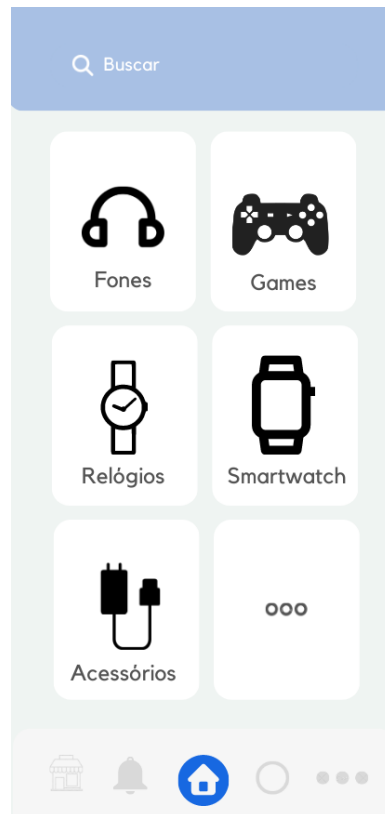 Buscar
Fones
Games
Relógios
Smartwatch
Acessórios